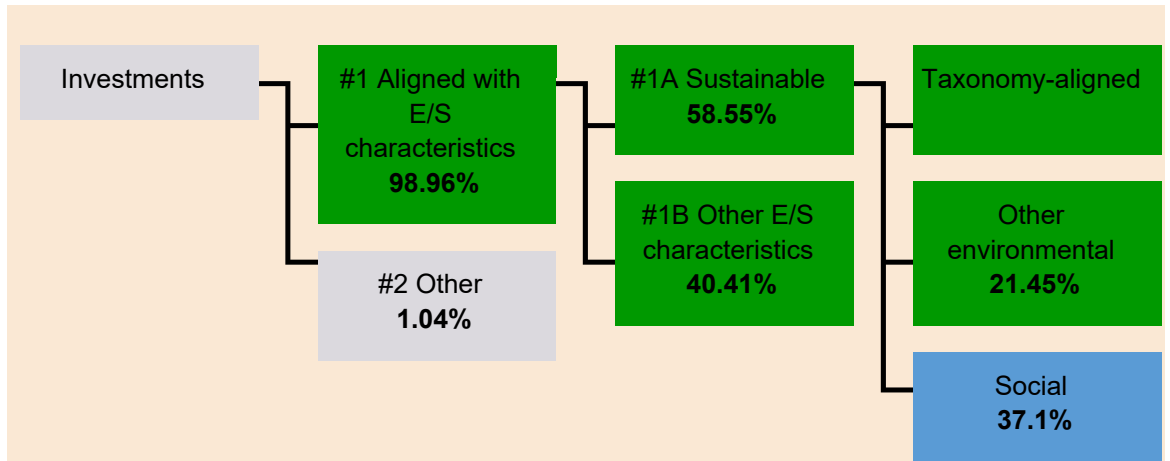 Investments
#1 Aligned with
E/S
characteristics
98.96%
#2 Other
1.04%
#1A Sustainable
58.55%
#1B Other E/S
characteristics
40.41%
Taxonomy-aligned
Other
environmental
21.45%
Social
37.1%